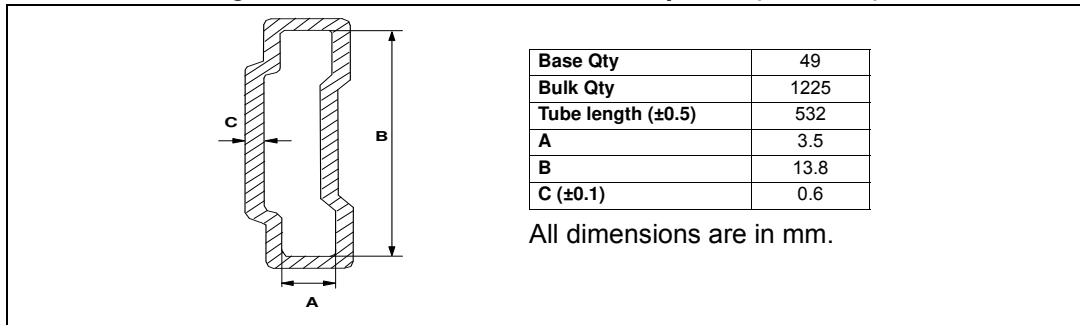 C
B
A
Base Qty 49
Bulk Qty 1225
Tube length (±0.5) 532
A 3.5
B 13.8
C (±0.1) 0.6
All dimensions are in mm.